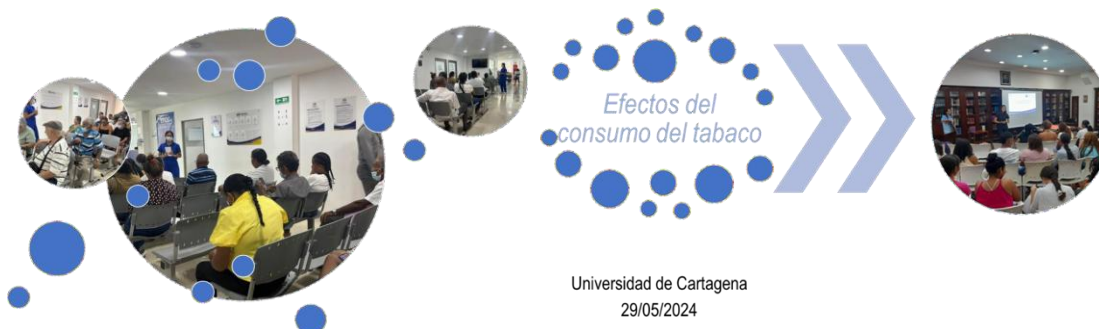 Efectos del
consumo del tabaco
Universidad de Cartagena
29/05/2024